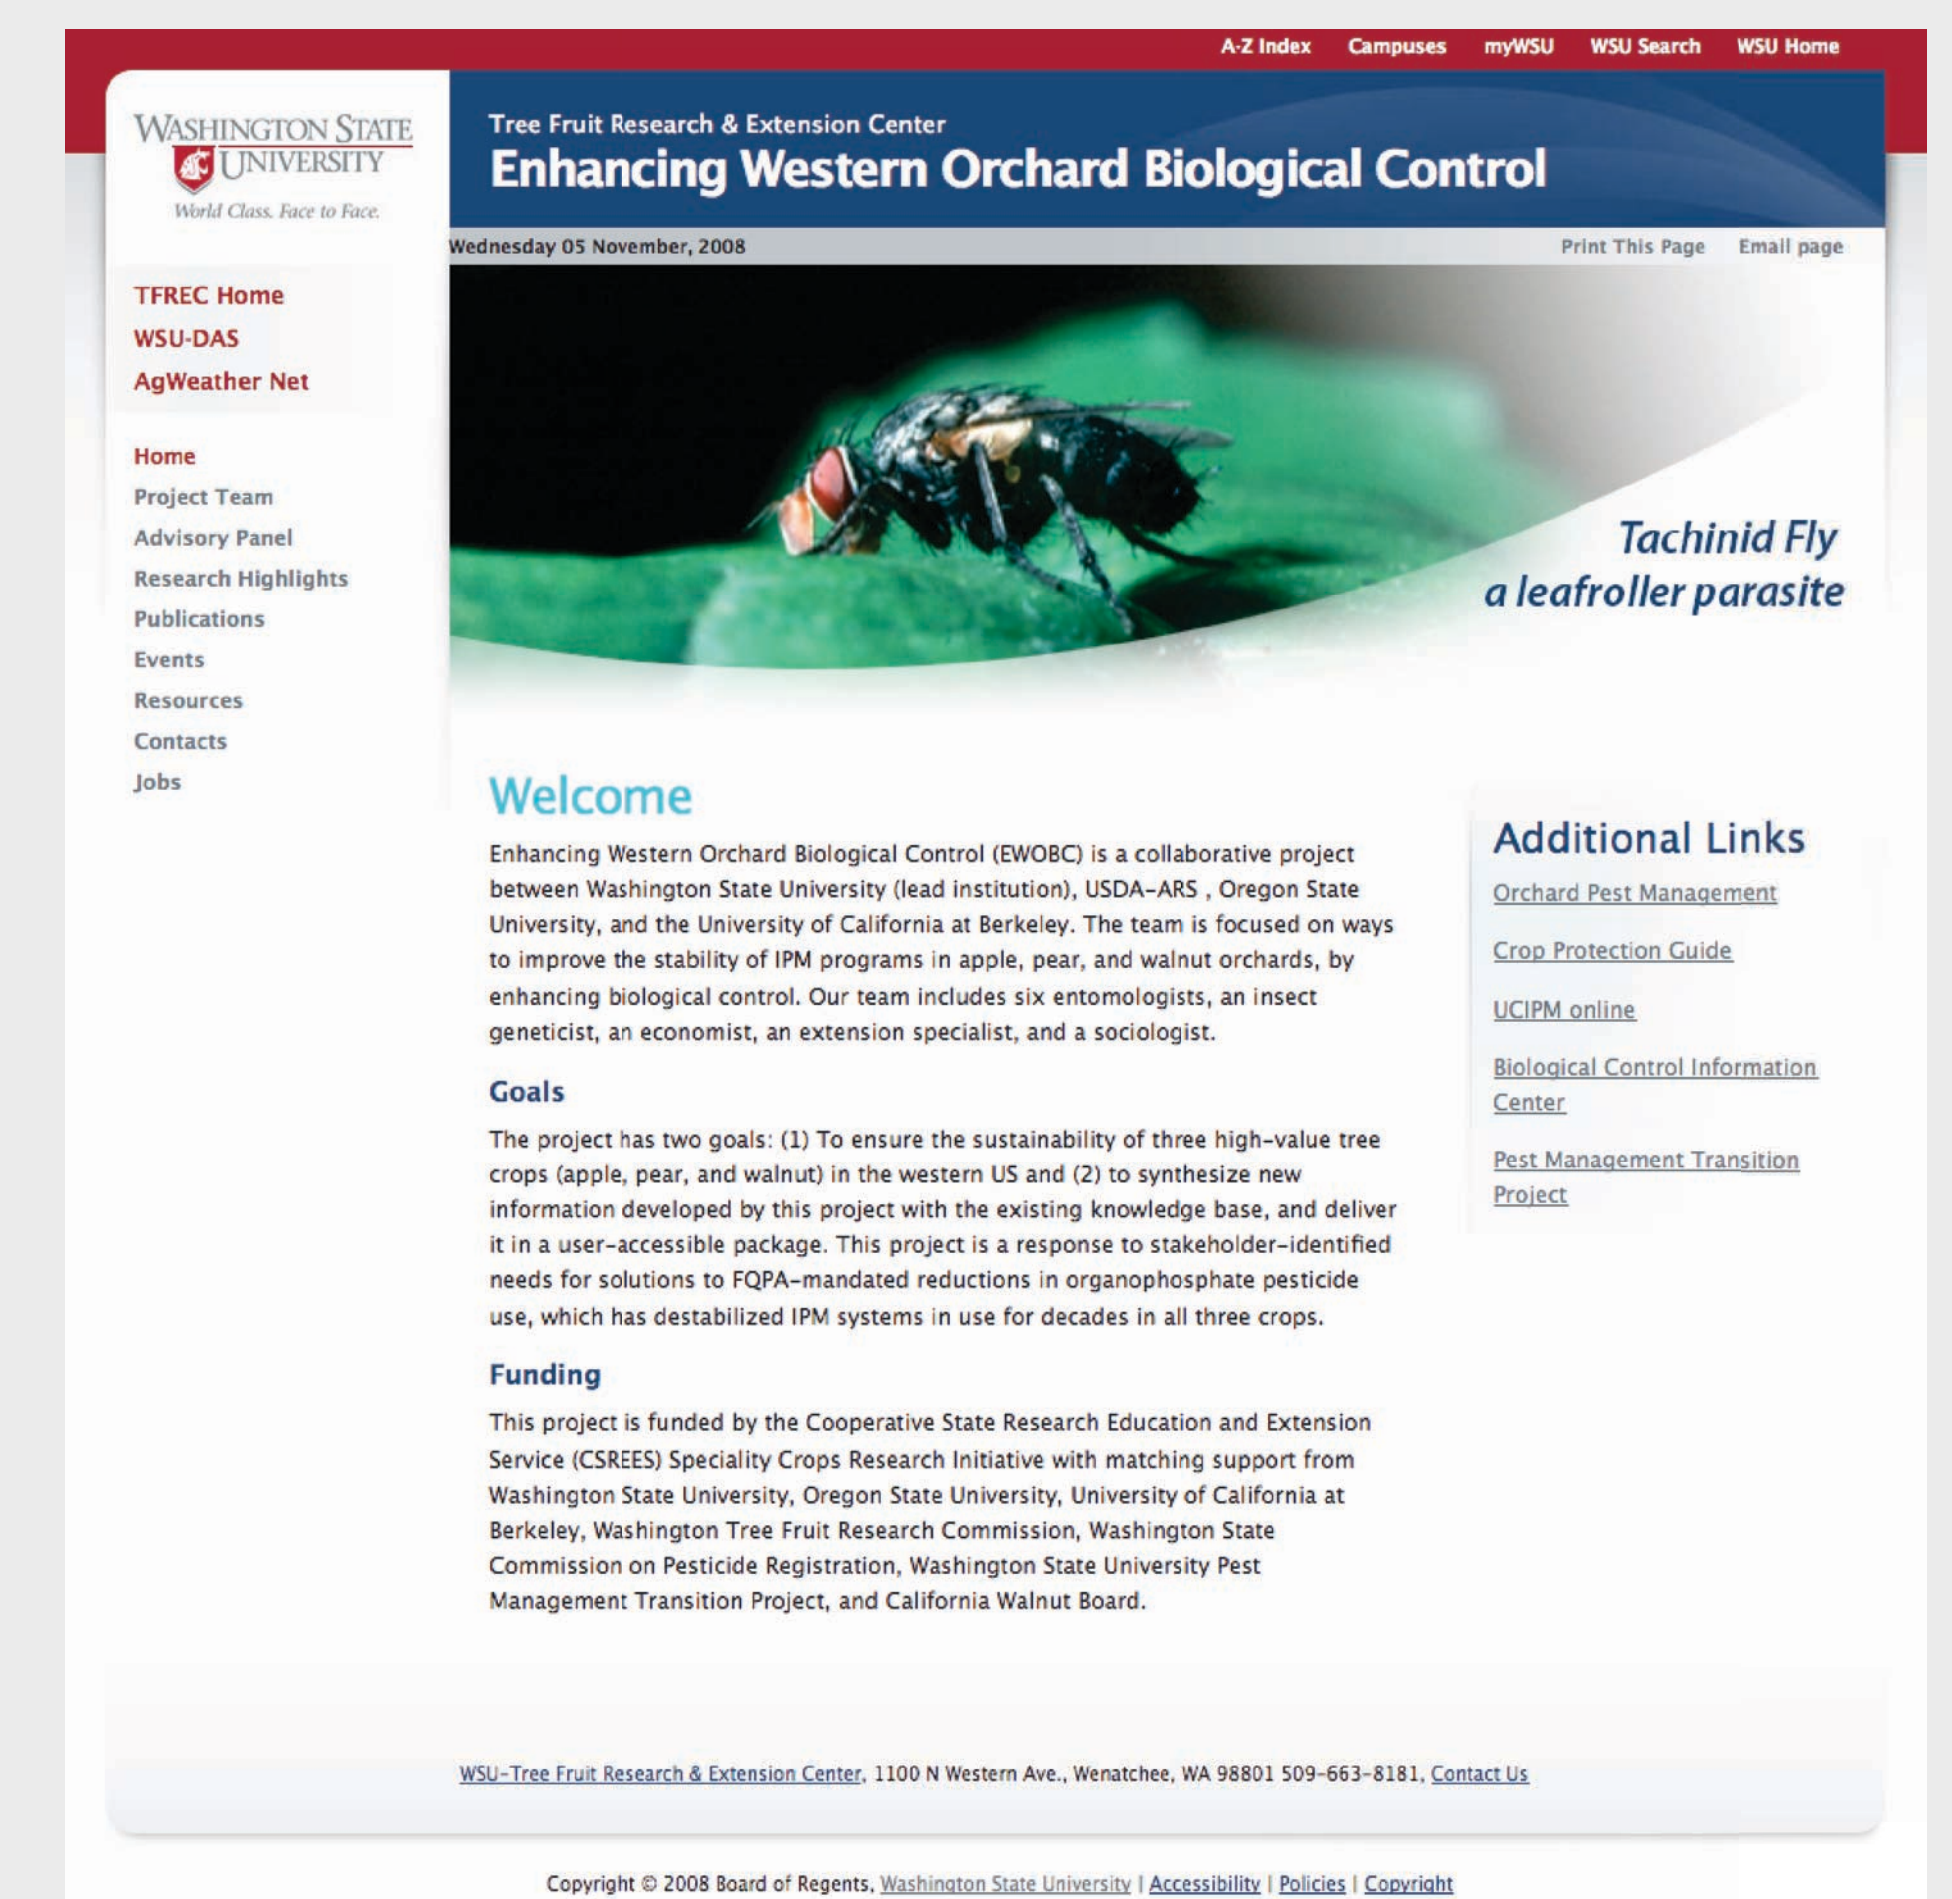 A-Z Index Campuses myWSU WSU Search WSU Home
WASHINGTON STATE
UNIVERSITY
World Class. Face to Face.
Tree Fruit Research & Extension Center
Enhancing Western Orchard Biological Control
Wednesday 05 November, 2008
Print This Page Email page
TFREC Home
WSU-DAS
AgWeather Net
Home
Project Team
Advisory Panel
Research Highlights
Publications
Events
Resources
Contacts
Jobs
Tachinid Fly
a leafroller parasite
Welcome
Enhancing Western Orchard Biological Control (EWOBC) is a collaborative project
between Washington State University (lead institution), USDA-ARS , Oregon State
University, and the University of California at Berkeley. The team is focused on ways
to improve the stability of IPM programs in apple, pear, and walnut orchards, by
enhancing biological control. Our team includes six entomologists, an insect
geneticist, an economist, an extension specialist, and a sociologist.
Goals
The project has two goals: (1) To ensure the sustainability of three high-value tree
crops (apple, pear, and walnut) in the western US and (2) to synthesize new
information developed by this project with the existing knowledge base, and deliver
it in a user-accessible package. This project is a response to stakeholder-identified
needs for solutions to FQPA-mandated reductions in organophosphate pesticide
use, which has destabilized IPM systems in use for decades in all three crops.
Funding
This project is funded by the Cooperative State Research Education and Extension
Service (CSREES) Speciality Crops Research Initiative with matching support from
Washington State University, Oregon State University, University of California at
Berkeley, Washington Tree Fruit Research Commission, Washington State
Commission on Pesticide Registration, Washington State University Pest
Management Transition Project, and California Walnut Board.
Additional Links
Orchard Pest Management
Crop Protection Guide
UCIPM online
Biological Control Information
Center
Pest Management Transition
Project
WSU-Tree Fruit Research & Extension Center, 1100 N Western Ave., Wenatchee, WA 98801 509-663-8181, Contact Us
Copyright © 2008 Board of Regents, Washington State University | Accessibility | Policies | Copyright